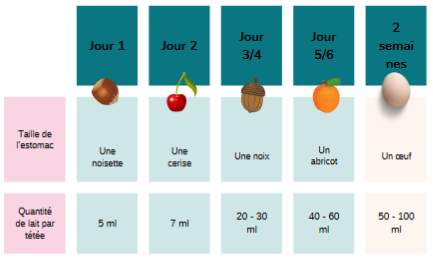 Jour 1
Jour 2
Jour
3/4
Jour
5/6
2
semai
nes
Taille de
l'estomac
Une
noisette
Une
cerise
Une noix
Un
abricot
Un œuf
Quantité
de lait par
tétée
5 ml
7 ml
20 - 30
ml
40 - 60
ml
50 - 100
ml